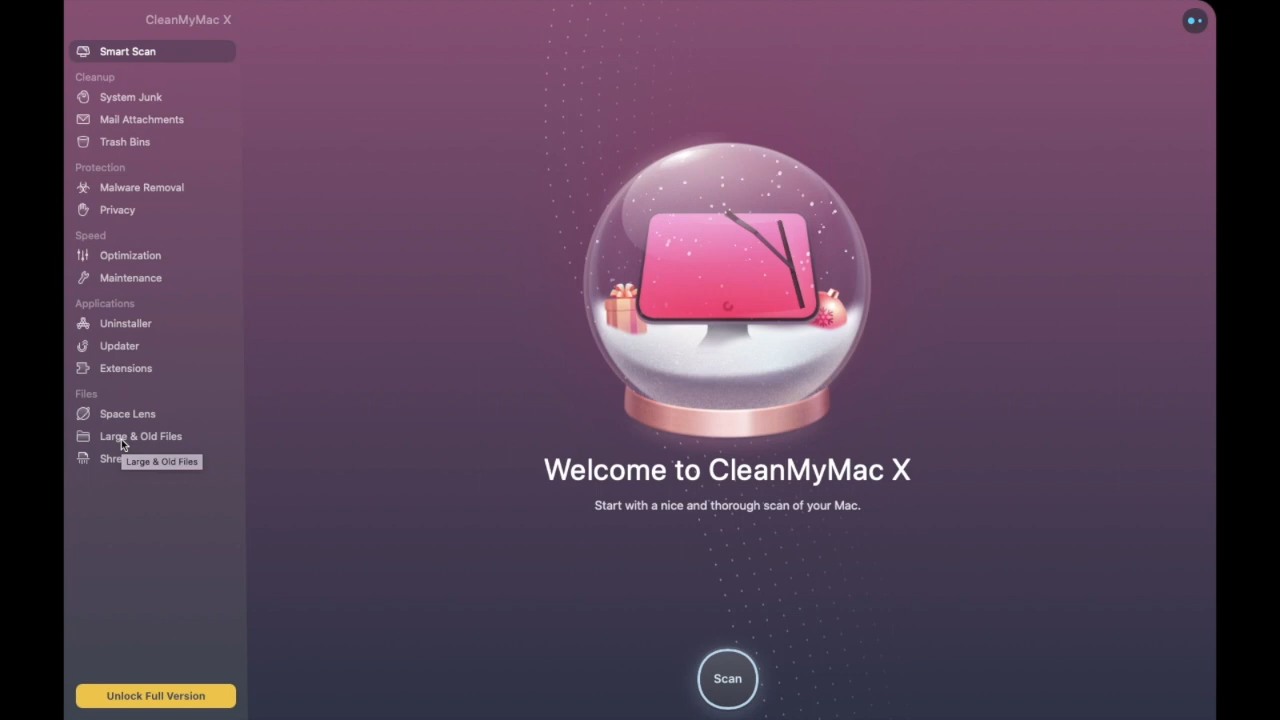 CleanMyMac X
Smart Scan
Cleanup
System Junk
Mail Attachments
Trash Bins
Protection
Malware Removal
Privacy
Speed
Optimization
Maintenance
Applications
Uninstaller
Updater
Extensions
Files
Space Lens
Large & Old Files
Shre
Large & Old Files
Unlock Full Version
Welcome to CleanMyMac X
Start with a nice and thorough scan of your Mac.
Scan